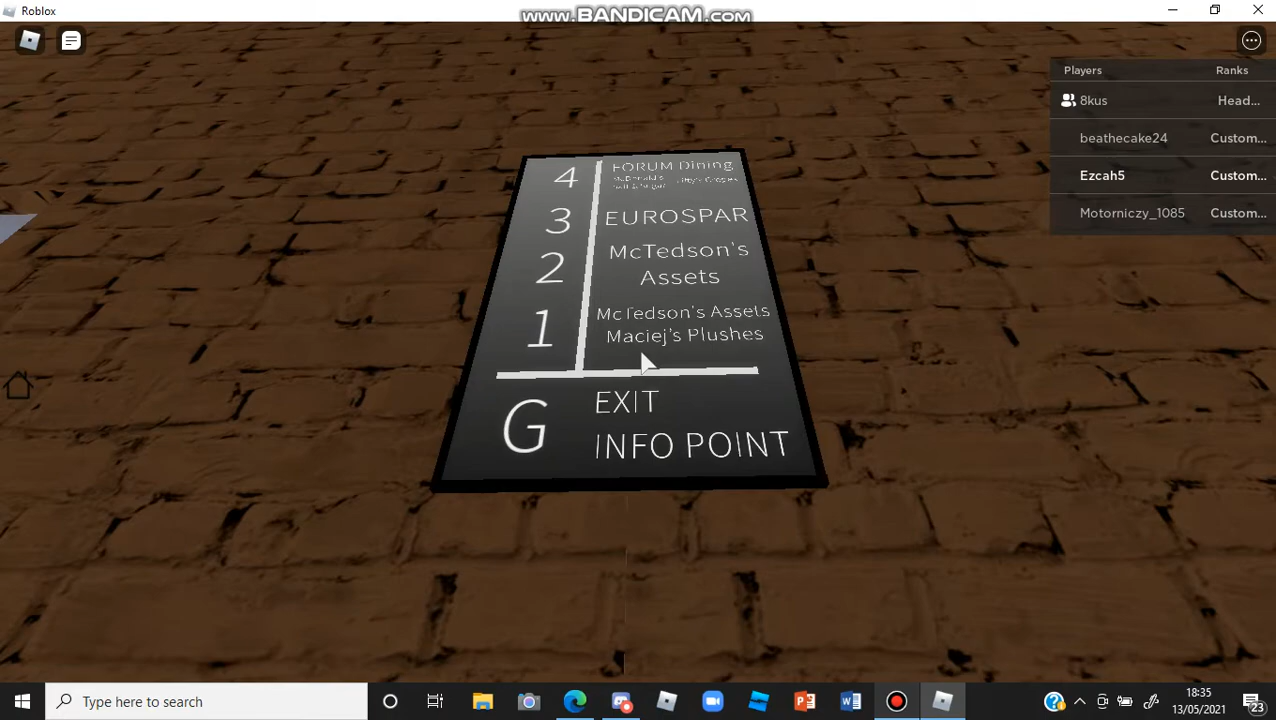 Roblox
www.BANDICAM.com
Players Ranks
8kus Head...
beathecake24 Custom...
Ezcah5 Custom...
Motorniczy_1085 Custom...
4 FORUM Dining
3 EUROSPAR
2 McTedson's
Assets
1 McTedson's Assets
Maciej's Plushes
G EXIT
INFO POINT
Type here to search
18:35
13/05/2021
23